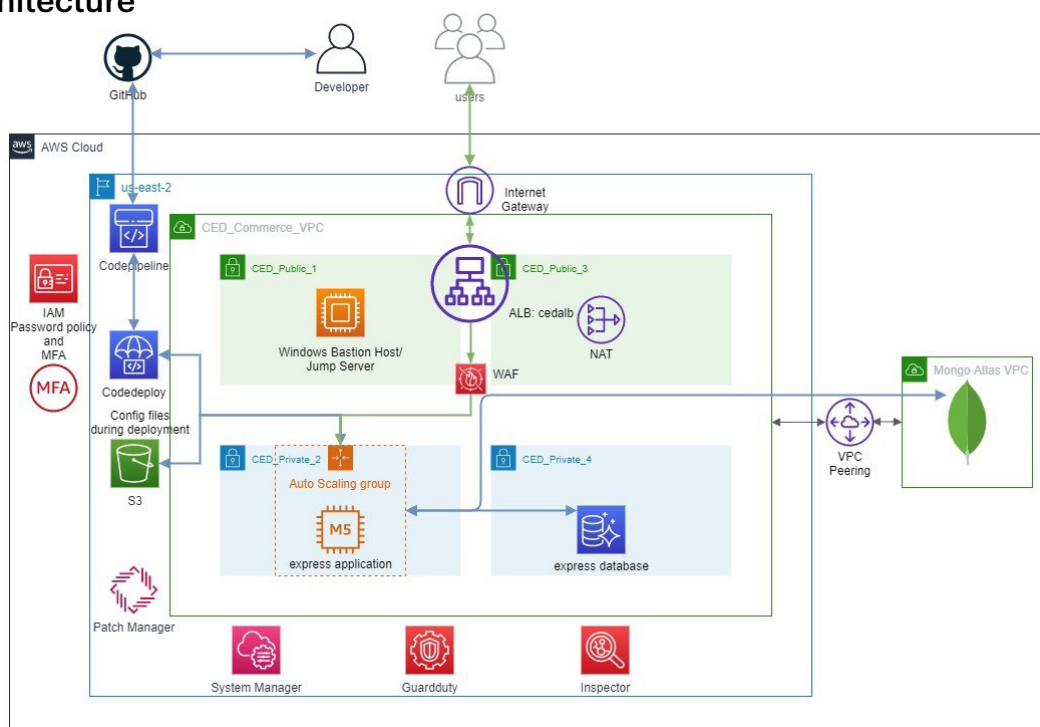 hitecture
GitHub
Developer
users
aws
AWS Cloud
us-east-2
Internet
Gateway
CED_Commerce_VPC
Codepipeline
CED_Public_1
CED_Public_3
IAM
Password policy
and
MFA
MFA
ALB: cedalb
NAT
Windows Bastion Host/
Jump Server
WAF
Mongo Atlas VPC
Codedeploy
Config files
during deployment
S3
CED_Private_2
CED_Private_4
VPC
Peering
Auto Scaling group
M5
express application
express database
Patch Manager
System Manager
Guardduty
Inspector